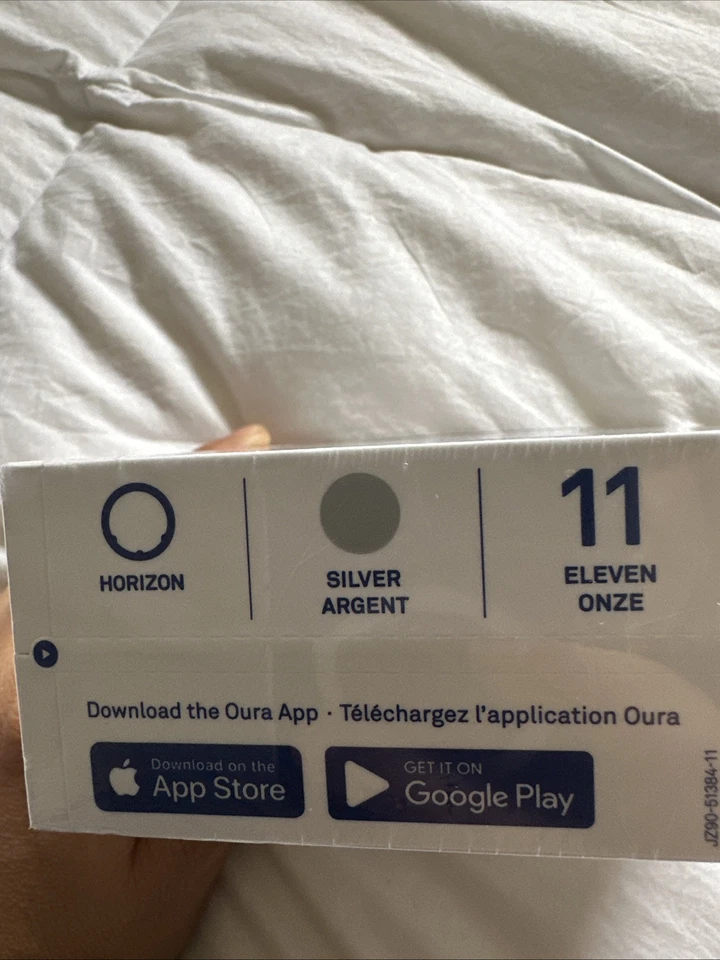 HORIZON
SILVER
ARGENT
11
ELEVEN
ONZE
Download the Oura App · Téléchargez l'application Oura
Download on the
App Store
GET IT ON
Google Play
JZ90-51384-11